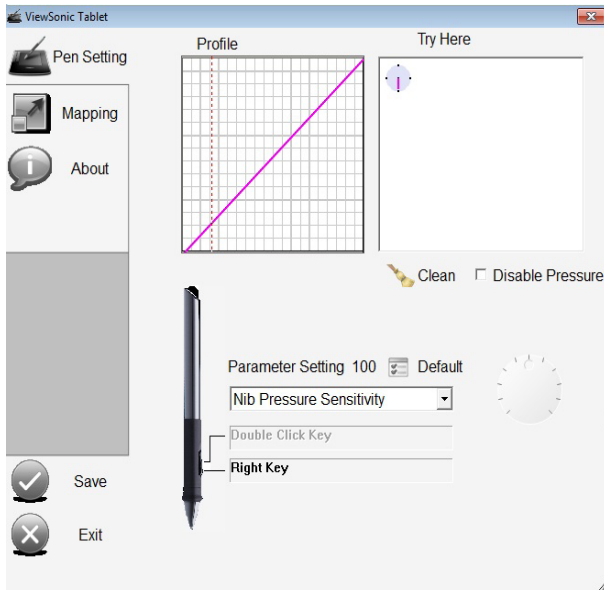 ViewSonic Tablet
Pen Setting
Mapping
About
Profile
Try Here
Clean
Disable Pressure
Parameter Setting 100
Default
Nib Pressure Sensitivity
Double Click Key
Right Key
Save
Exit